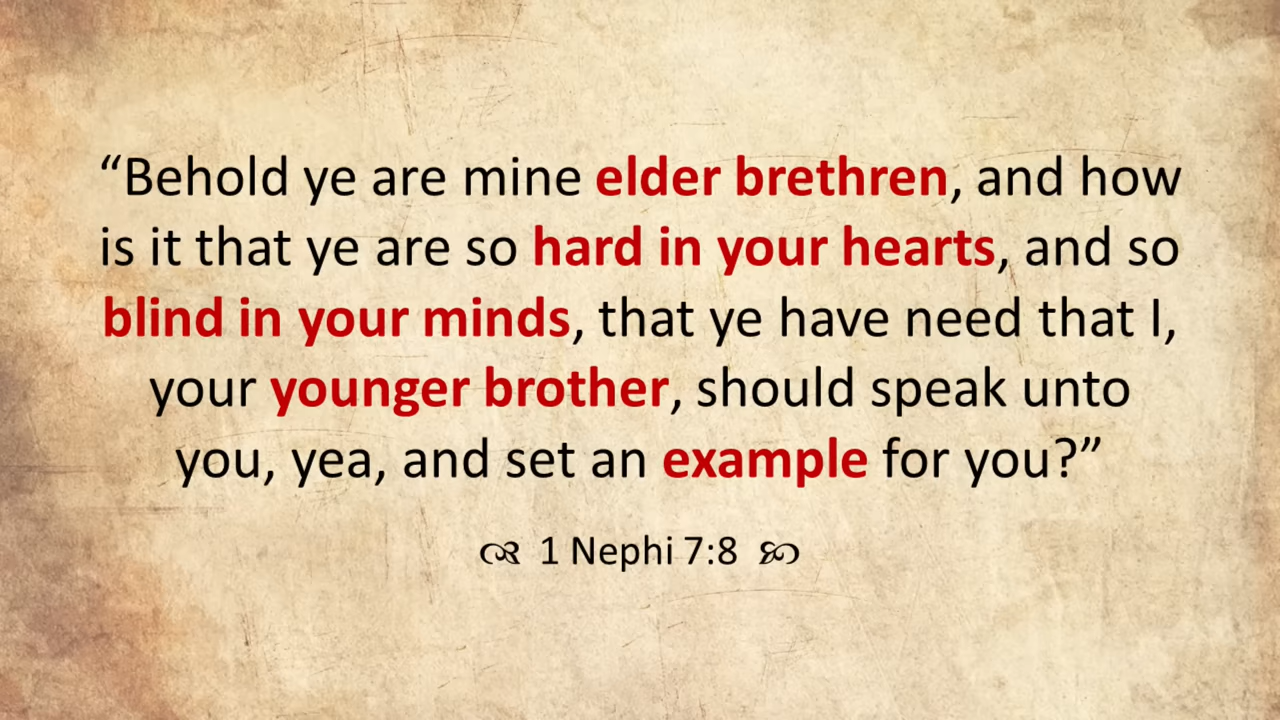 “Behold ye are mine elder brethren, and how
is it that ye are so hard in your hearts, and so
blind in your minds, that ye have need that I,
your younger brother, should speak unto
you, yea, and set an example for you?”
1 Nephi 7:8